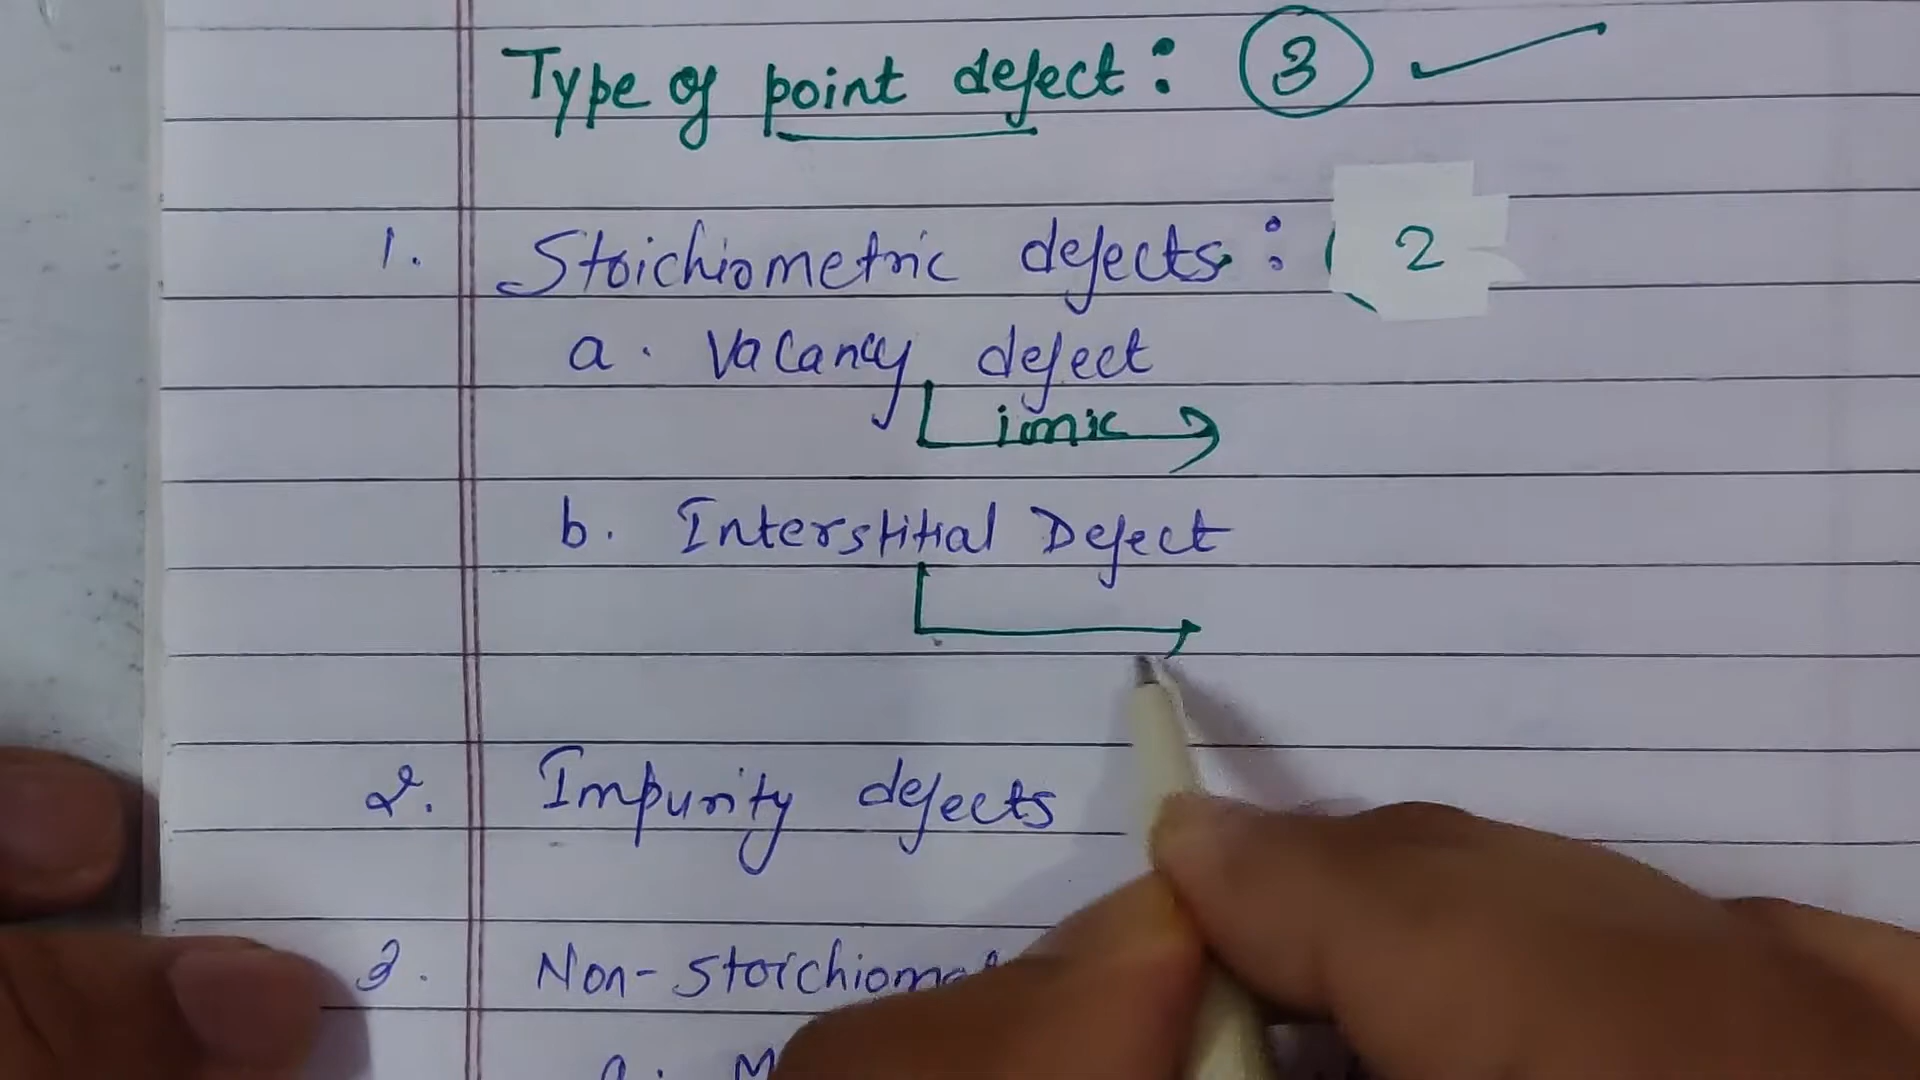 Type of point defect : 3
1. Stoichiometric defects : 2
a. Vacancy defect
ionic
b. Interstitial Defect
2. Impurity defects
3. Non-Stoichiomet
a. M